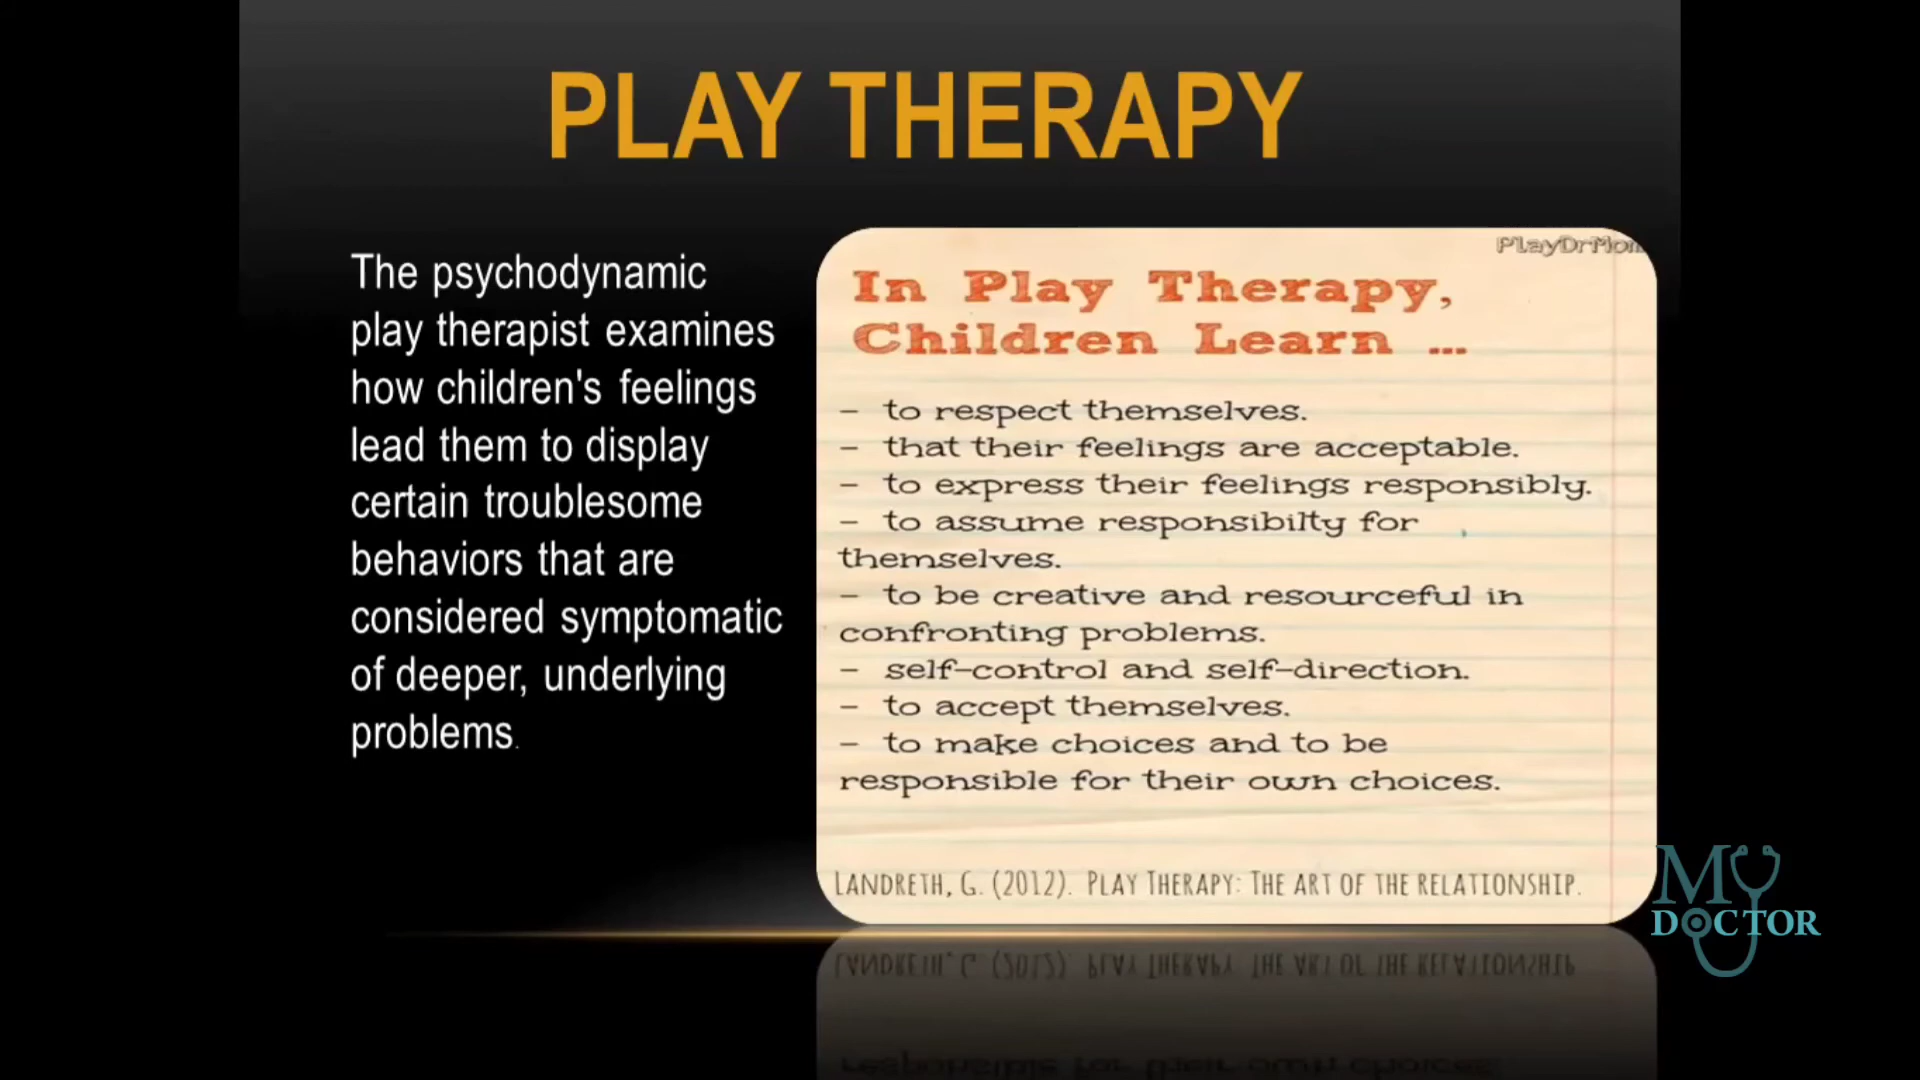 PLAY THERAPY
The psychodynamic
play therapist examines
how children's feelings
lead them to display
certain troublesome
behaviors that are
considered symptomatic
of deeper, underlying
problems.
In Play Therapy,
Children Learn ...
- to respect themselves.
- that their feelings are acceptable.
- to express their feelings responsibly.
- to assume responsibilty for
themselves.
- to be creative and resourceful in
confronting problems.
- self-control and self-direction.
- to accept themselves.
- to make choices and to be
responsible for their own choices.
LANDRETH, G. (2012). PLAY THERAPY: THE ART OF THE RELATIONSHIP.
MY
DOCTOR